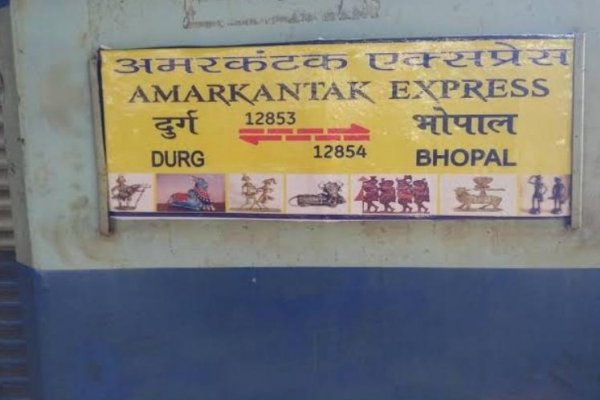 अमरकंटक एक्सप्रेस
AMARKANTAK EXPRESS
दुर्ग 12853 भोपाल
DURG 12854 BHOPAL